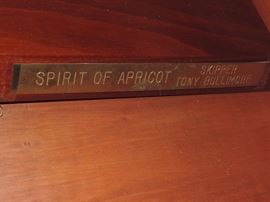 SPIRIT OF APRICOT
SKIPPER
TONY BULLIMORE